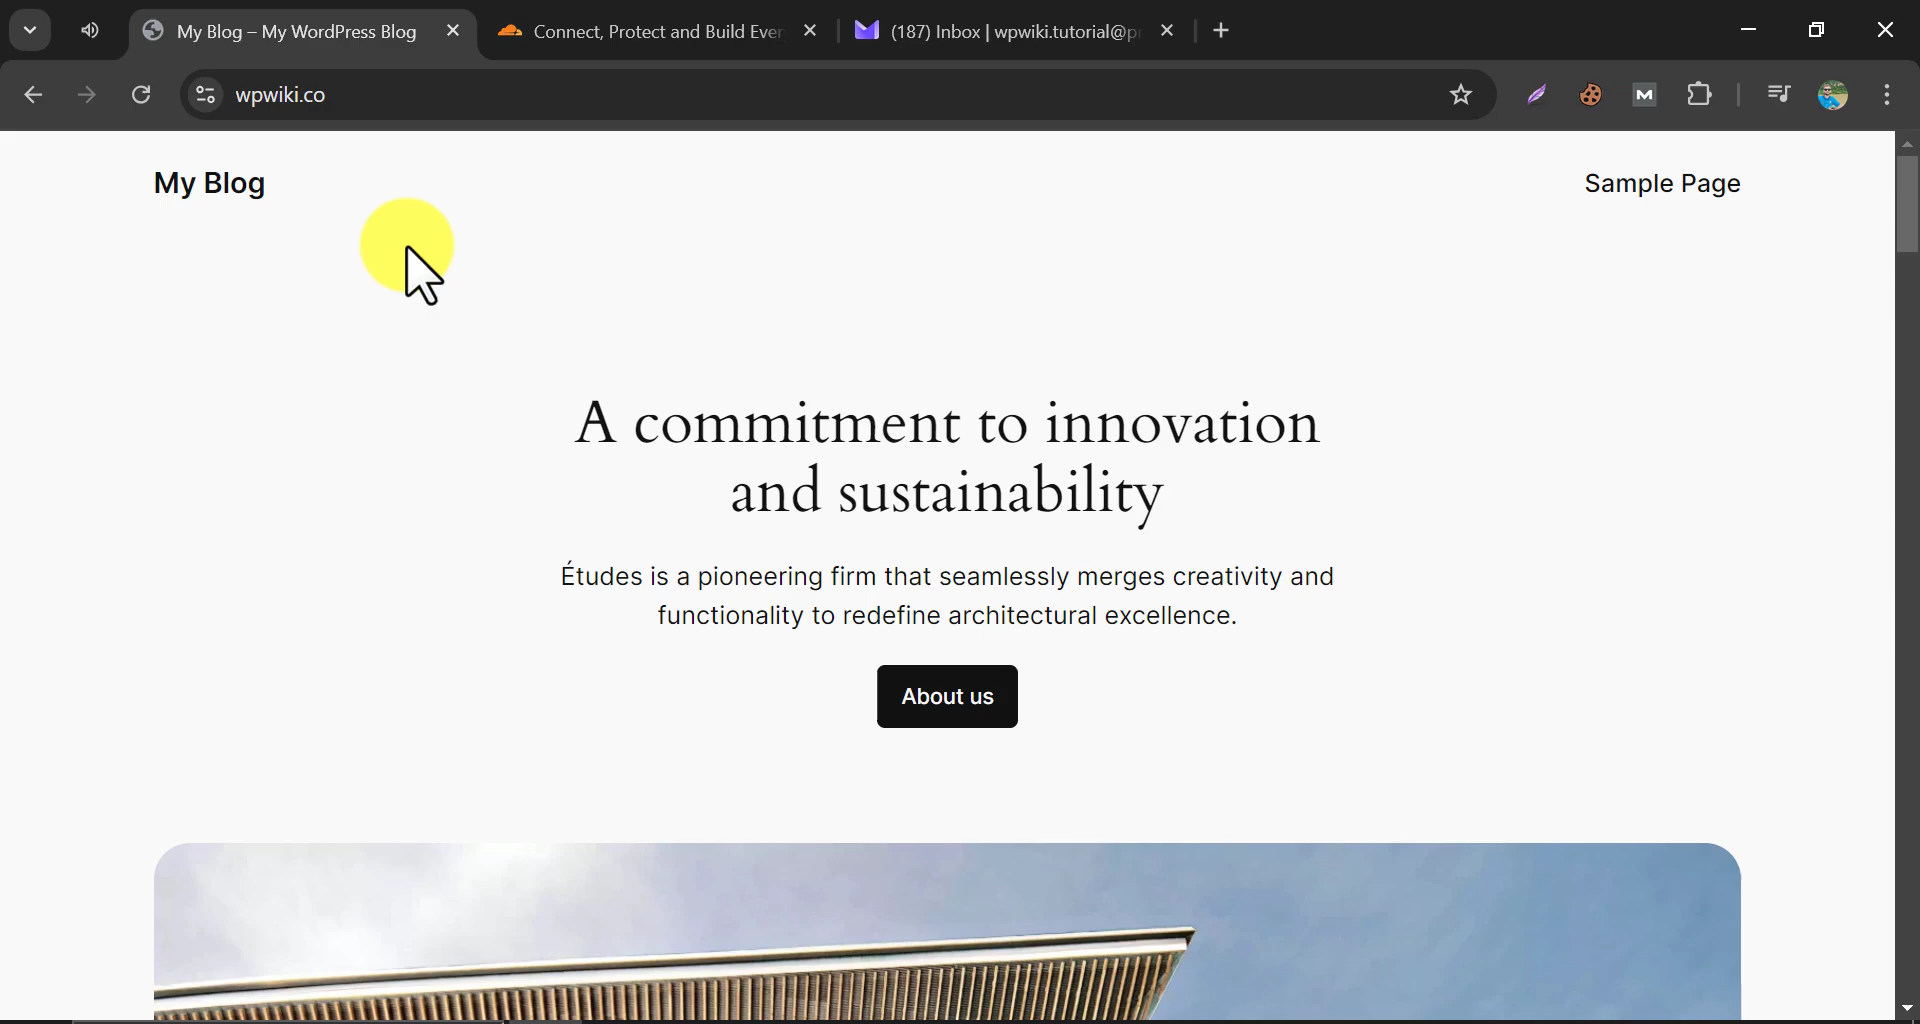 My Blog – My WordPress Blog
Connect, Protect and Build Ever
(187) Inbox | wpwiki.tutorial@pr
wpwiki.co
M
My Blog
Sample Page
A commitment to innovation
and sustainability
Études is a pioneering firm that seamlessly merges creativity and
functionality to redefine architectural excellence.
About us